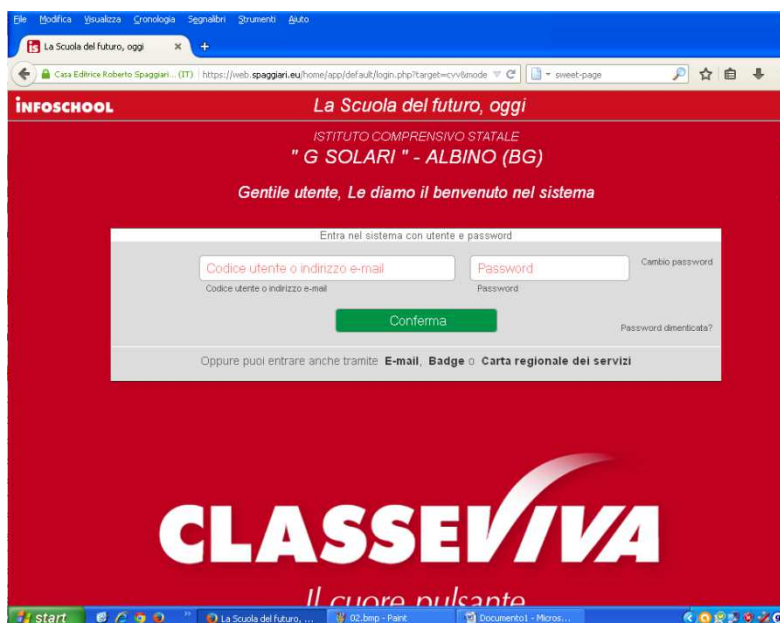 File Modifica Visualizza Cronologia Segnalibri Strumenti Aiuto
is La Scuola del futuro, oggi × +
Casa Editrice Roberto Spaggiari... (IT) https://web.spaggiari.eu/home/app/default/login.php?target=cvv&mode sweet-page
INFOSCHOOL La Scuola del futuro, oggi
ISTITUTO COMPRENSIVO STATALE
" G SOLARI " - ALBINO (BG)
Gentile utente, Le diamo il benvenuto nel sistema
Entra nel sistema con utente e password
Codice utente o indirizzo e-mail Password Cambio password
Codice utente o indirizzo e-mail Password
Conferma
Password dimenticata?
Oppure puoi entrare anche tramite E-mail, Badge o Carta regionale dei servizi
CLASSEVIVA
Il cuore pulsante
start La Scuola del futuro, ... 02.bmp - Paint Documento1 - Micros...